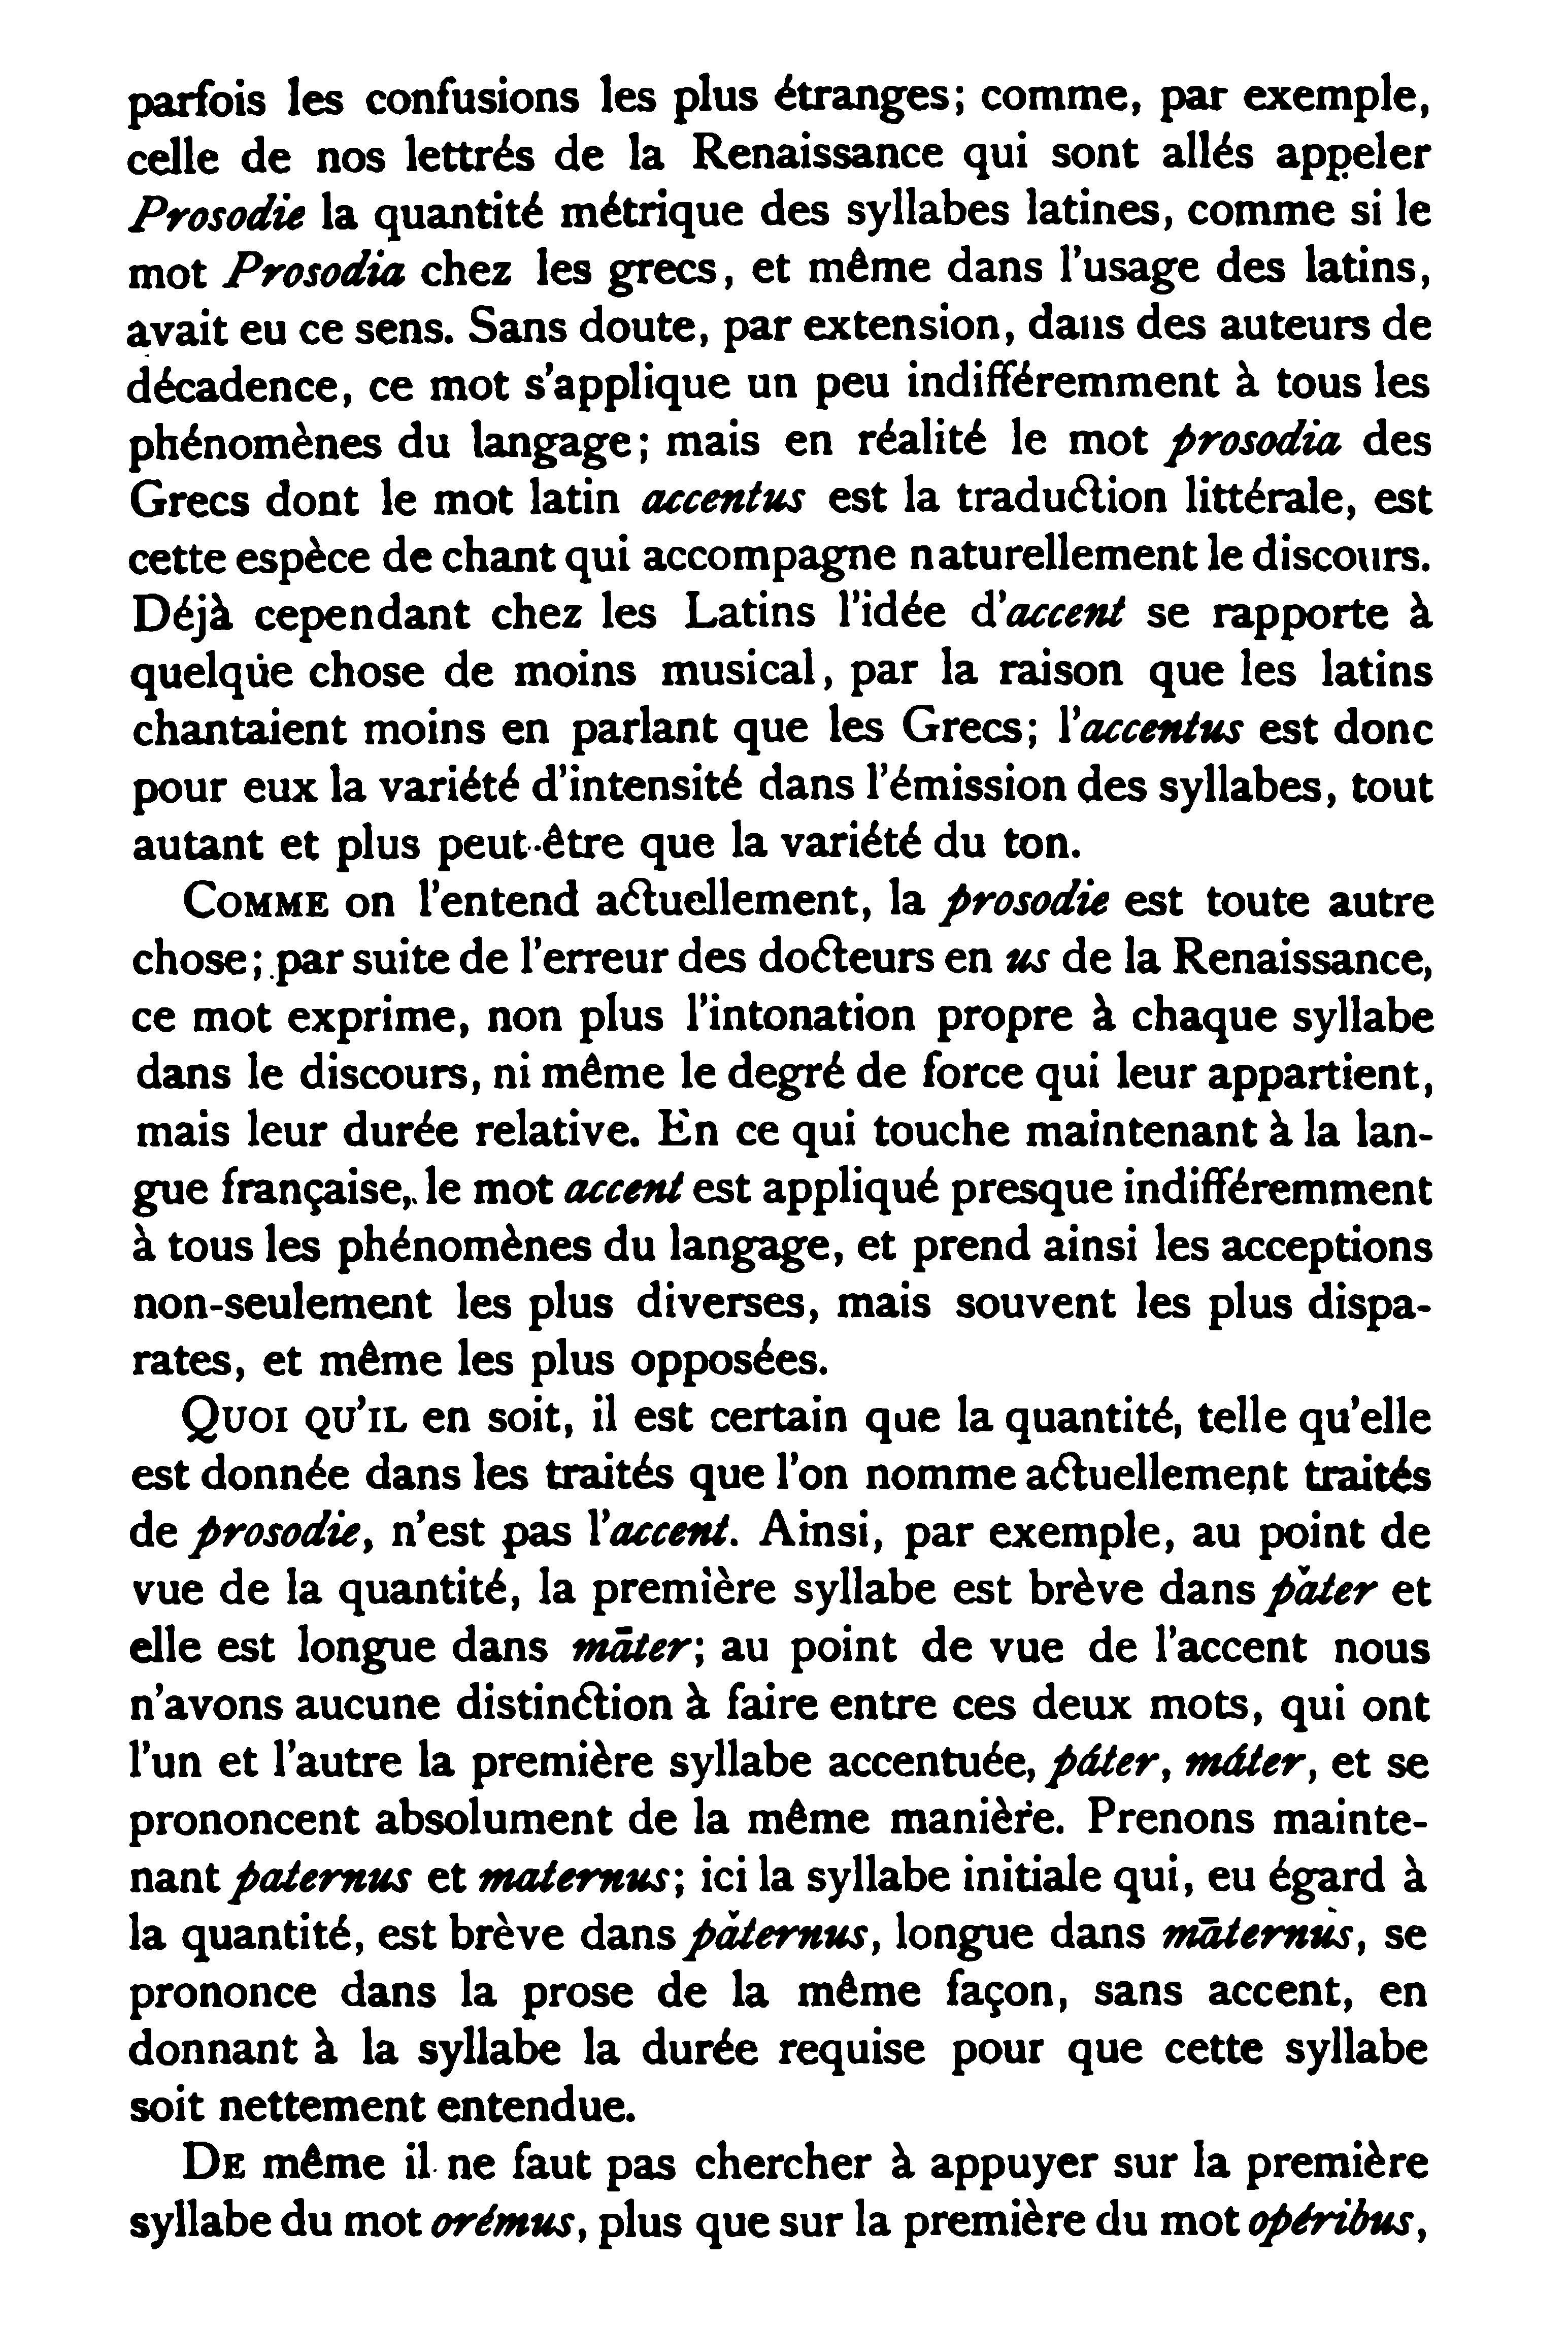 parfois les confusions les plus étranges; comme, par exemple,
celle de nos lettrés de la Renaissance qui sont allés appeler
Prosodie la quantité métrique des syllabes latines, comme si le
mot Prosodia chez les grecs, et même dans l'usage des latins,
avait eu ce sens. Sans doute, par extension, dans des auteurs de
décadence, ce mot s'applique un peu indifféremment à tous les
phénomènes du langage; mais en réalité le mot prosodia des
Grecs dont le mot latin accentus est la traduction littérale, est
cette espèce de chant qui accompagne naturellement le discours.
Déjà cependant chez les Latins l'idée d'accent se rapporte à
quelque chose de moins musical, par la raison que les latins
chantaient moins en parlant que les Grecs; l'accentus est donc
pour eux la variété d'intensité dans l'émission des syllabes, tout
autant et plus peut-être que la variété du ton.
COMME on l'entend actuellement, la prosodie est toute autre
chose; par suite de l'erreur des docteurs en us de la Renaissance,
ce mot exprime, non plus l'intonation propre à chaque syllabe
dans le discours, ni même le degré de force qui leur appartient,
mais leur durée relative. En ce qui touche maintenant à la lan-
gue française, le mot accent est appliqué presque indifféremment
à tous les phénomènes du langage, et prend ainsi les acceptions
non-seulement les plus diverses, mais souvent les plus dispa-
rates, et même les plus opposées.
QUOI QU'IL en soit, il est certain que la quantité, telle qu'elle
est donnée dans les traités que l'on nomme actuellement traités
de prosodie, n'est pas l'accent. Ainsi, par exemple, au point de
vue de la quantité, la première syllabe est brève dans păter et
elle est longue dans māter; au point de vue de l'accent nous
n'avons aucune distinction à faire entre ces deux mots, qui ont
l'un et l'autre la première syllabe accentuée, páter, máter, et se
prononcent absolument de la même manière. Prenons mainte-
nant paternus et maternus; ici la syllabe initiale qui, eu égard à
la quantité, est brève dans păternus, longue dans māternus, se
prononce dans la prose de la même façon, sans accent, en
donnant à la syllabe la durée requise pour que cette syllabe
soit nettement entendue.
DE même il ne faut pas chercher à appuyer sur la première
syllabe du mot orémus, plus que sur la première du mot opéribus,